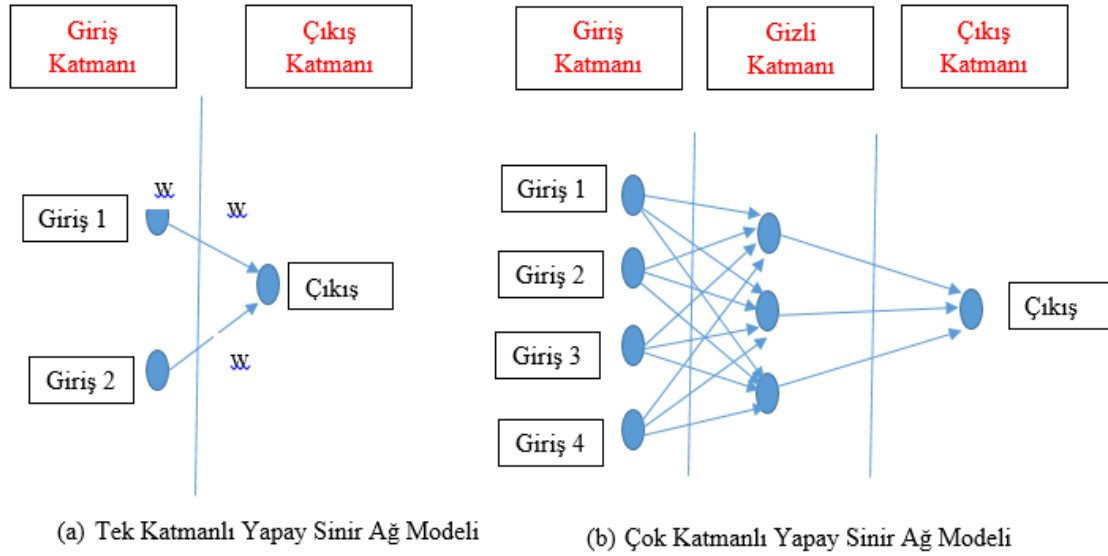 Giriş
Katmanı
Çıkış
Katmanı
w
w
Giriş 1
Çıkış
w
Giriş 2
(a) Tek Katmanlı Yapay Sinir Ağ Modeli
Giriş
Katmanı
Gizli
Katmanı
Çıkış
Katmanı
Giriş 1
Giriş 2
Giriş 3
Giriş 4
Çıkış
(b) Çok Katmanlı Yapay Sinir Ağ Modeli